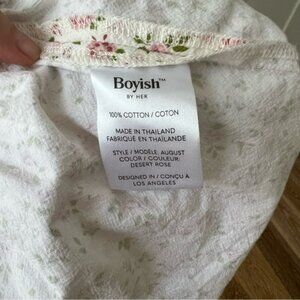 Boyish™
BY HER
100% COTTON / COTON
MADE IN THAILAND
FABRIQUÉ EN THAÏLANDE
STYLE / MODÈLE: AUGUST
COLOR / COULEUR:
DESERT ROSE
DESIGNED IN / CONÇU A
LOS ANGELES